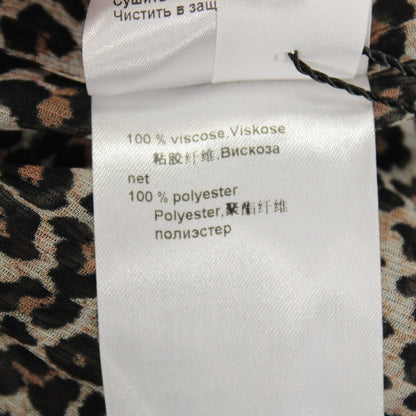 Сушить
Чистить в защ
100 % viscose,Viskose
粘胶纤维,Вискоза
net
100 % polyester
Polyester,聚酯纤维
полиэстер